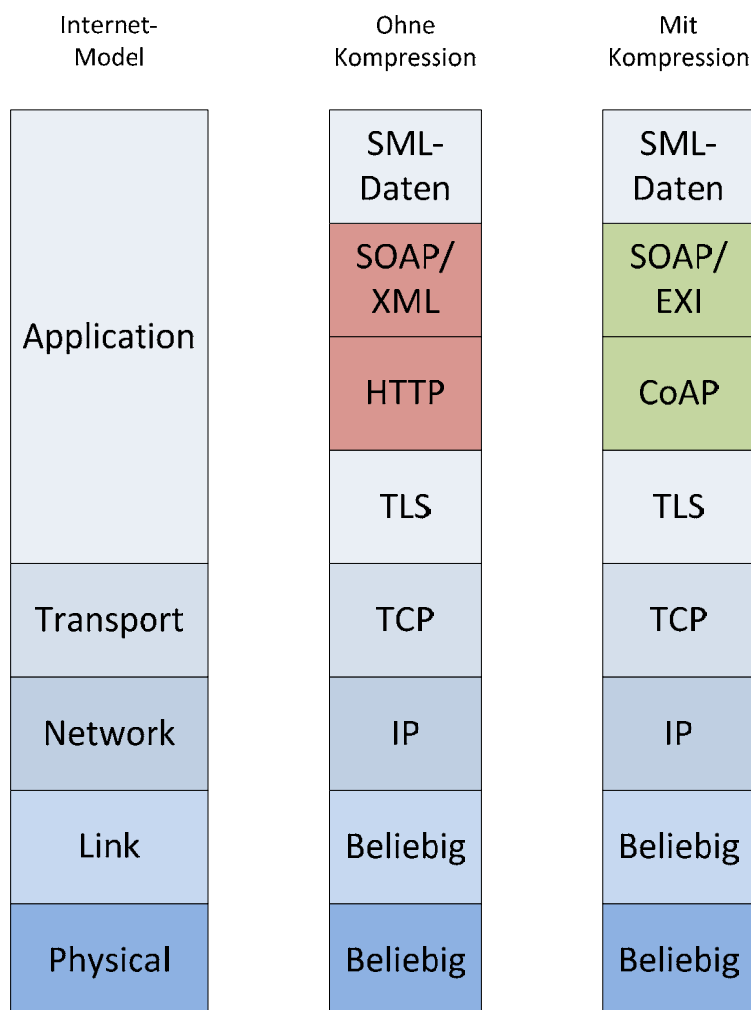 Internet-
Model
Ohne
Kompression
Mit
Kompression
Application
Transport
Network
Link
Physical
SML-
Daten
SOAP/
XML
HTTP
TLS
TCP
IP
Beliebig
Beliebig
SML-
Daten
SOAP/
EXI
CoAP
TLS
TCP
IP
Beliebig
Beliebig